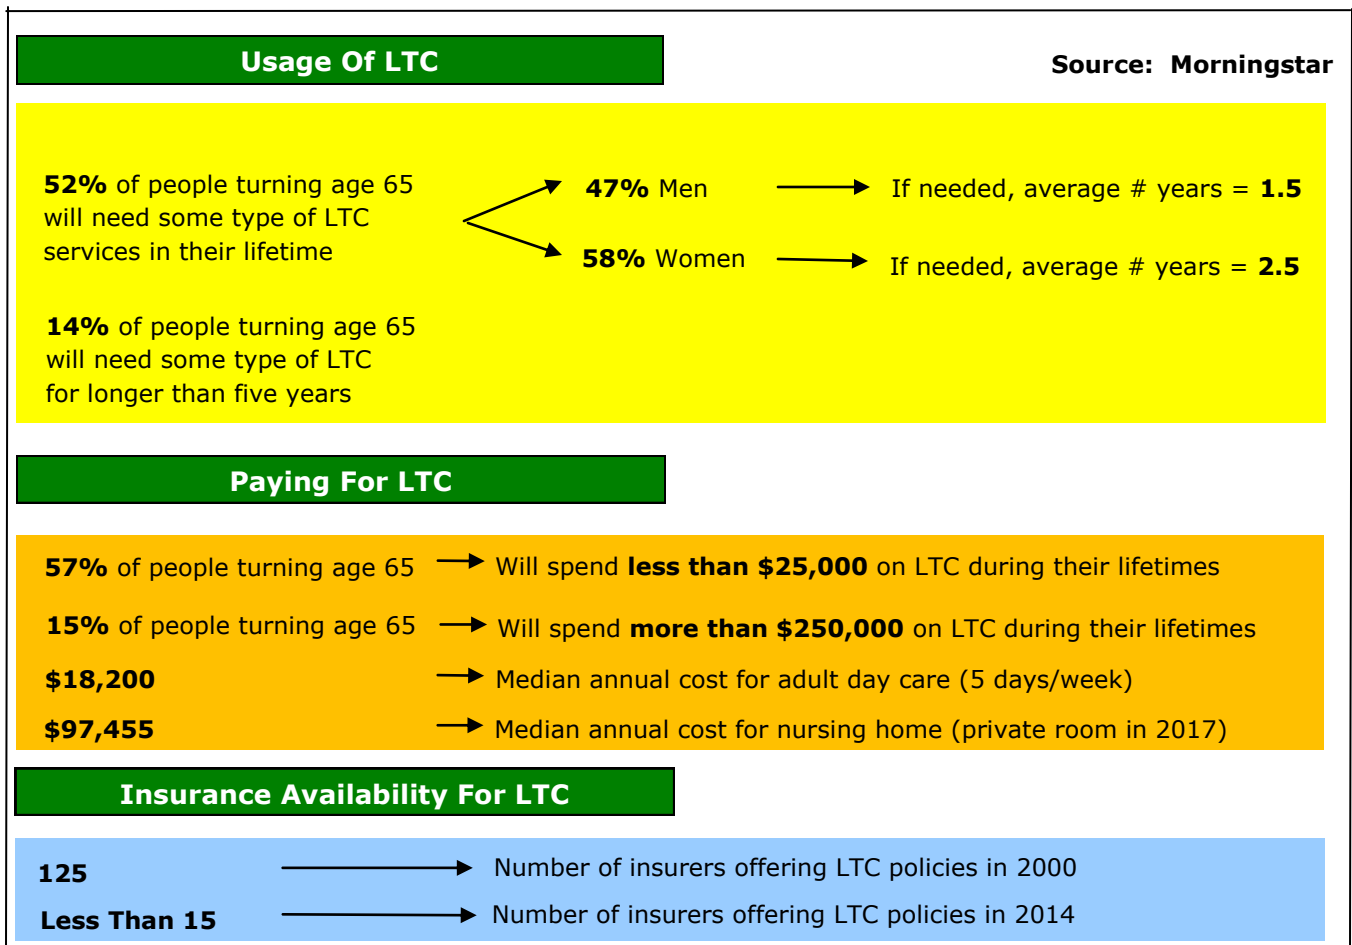 Usage Of LTC
Source: Morningstar
52% of people turning age 65
will need some type of LTC
services in their lifetime
47% Men
If needed, average # years = 1.5
58% Women
If needed, average # years = 2.5
14% of people turning age 65
will need some type of LTC
for longer than five years
Paying For LTC
57% of people turning age 65
Will spend less than $25,000 on LTC during their lifetimes
15% of people turning age 65
Will spend more than $250,000 on LTC during their lifetimes
$18,200
Median annual cost for adult day care (5 days/week)
$97,455
Median annual cost for nursing home (private room in 2017)
Insurance Availability For LTC
125
Number of insurers offering LTC policies in 2000
Less Than 15
Number of insurers offering LTC policies in 2014